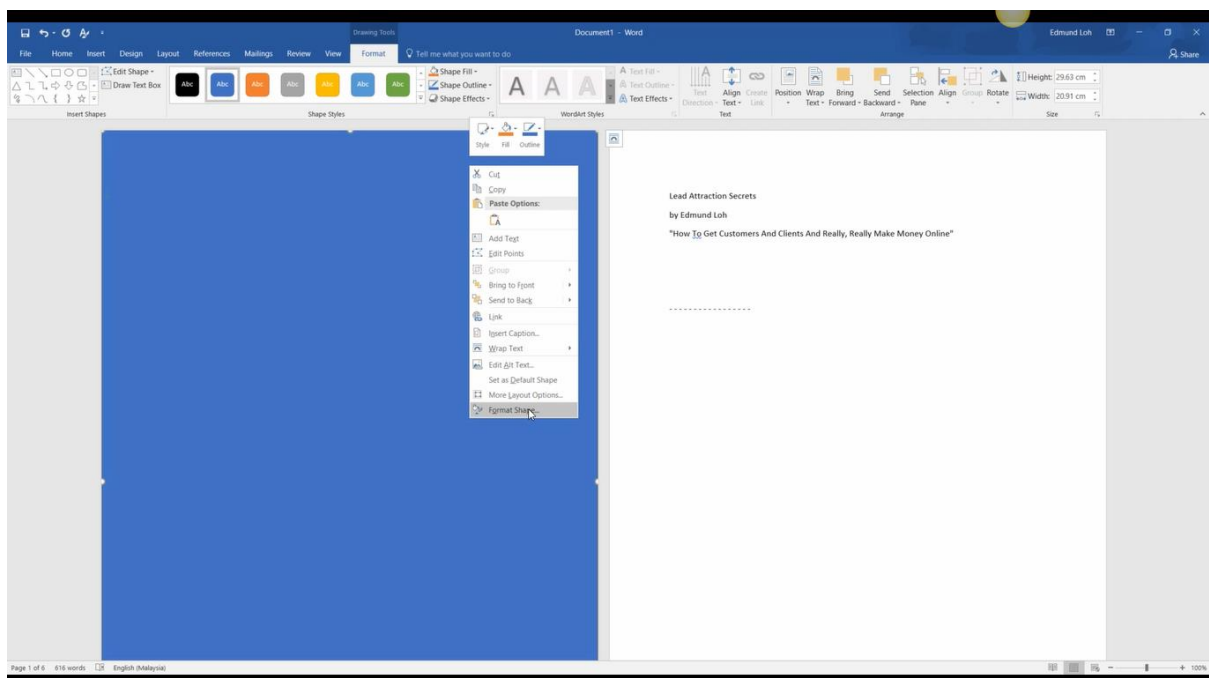 Drawing Tools
Document1 - Word
Edmund Loh
File Home Insert Design Layout References Mailings Review View Format Tell me what you want to do
Share
Edit Shape
Draw Text Box
Insert Shapes
Abc Abc Abc Abc Abc Abc Abc
Shape Styles
Shape Fill
Shape Outline
Shape Effects
A A A
WordArt Styles
Text Fill
Text Outline
Text Effects
Text Direction
Align Text
Create Link
Text
Position
Wrap Text
Bring Forward
Send Backward
Selection Pane
Align
Group
Rotate
Arrange
Height: 29.63 cm
Width: 20.91 cm
Size
Style Fill Outline
Cut
Copy
Paste Options:
Add Text
Edit Points
Group
Bring to Front
Send to Back
Link
Insert Caption...
Wrap Text
Edit Alt Text...
Set as Default Shape
More Layout Options...
Format Shape...
Lead Attraction Secrets
by Edmund Loh
"How To Get Customers And Clients And Really, Really Make Money Online"
-----------------
Page 1 of 6 616 words English (Malaysia)
100%